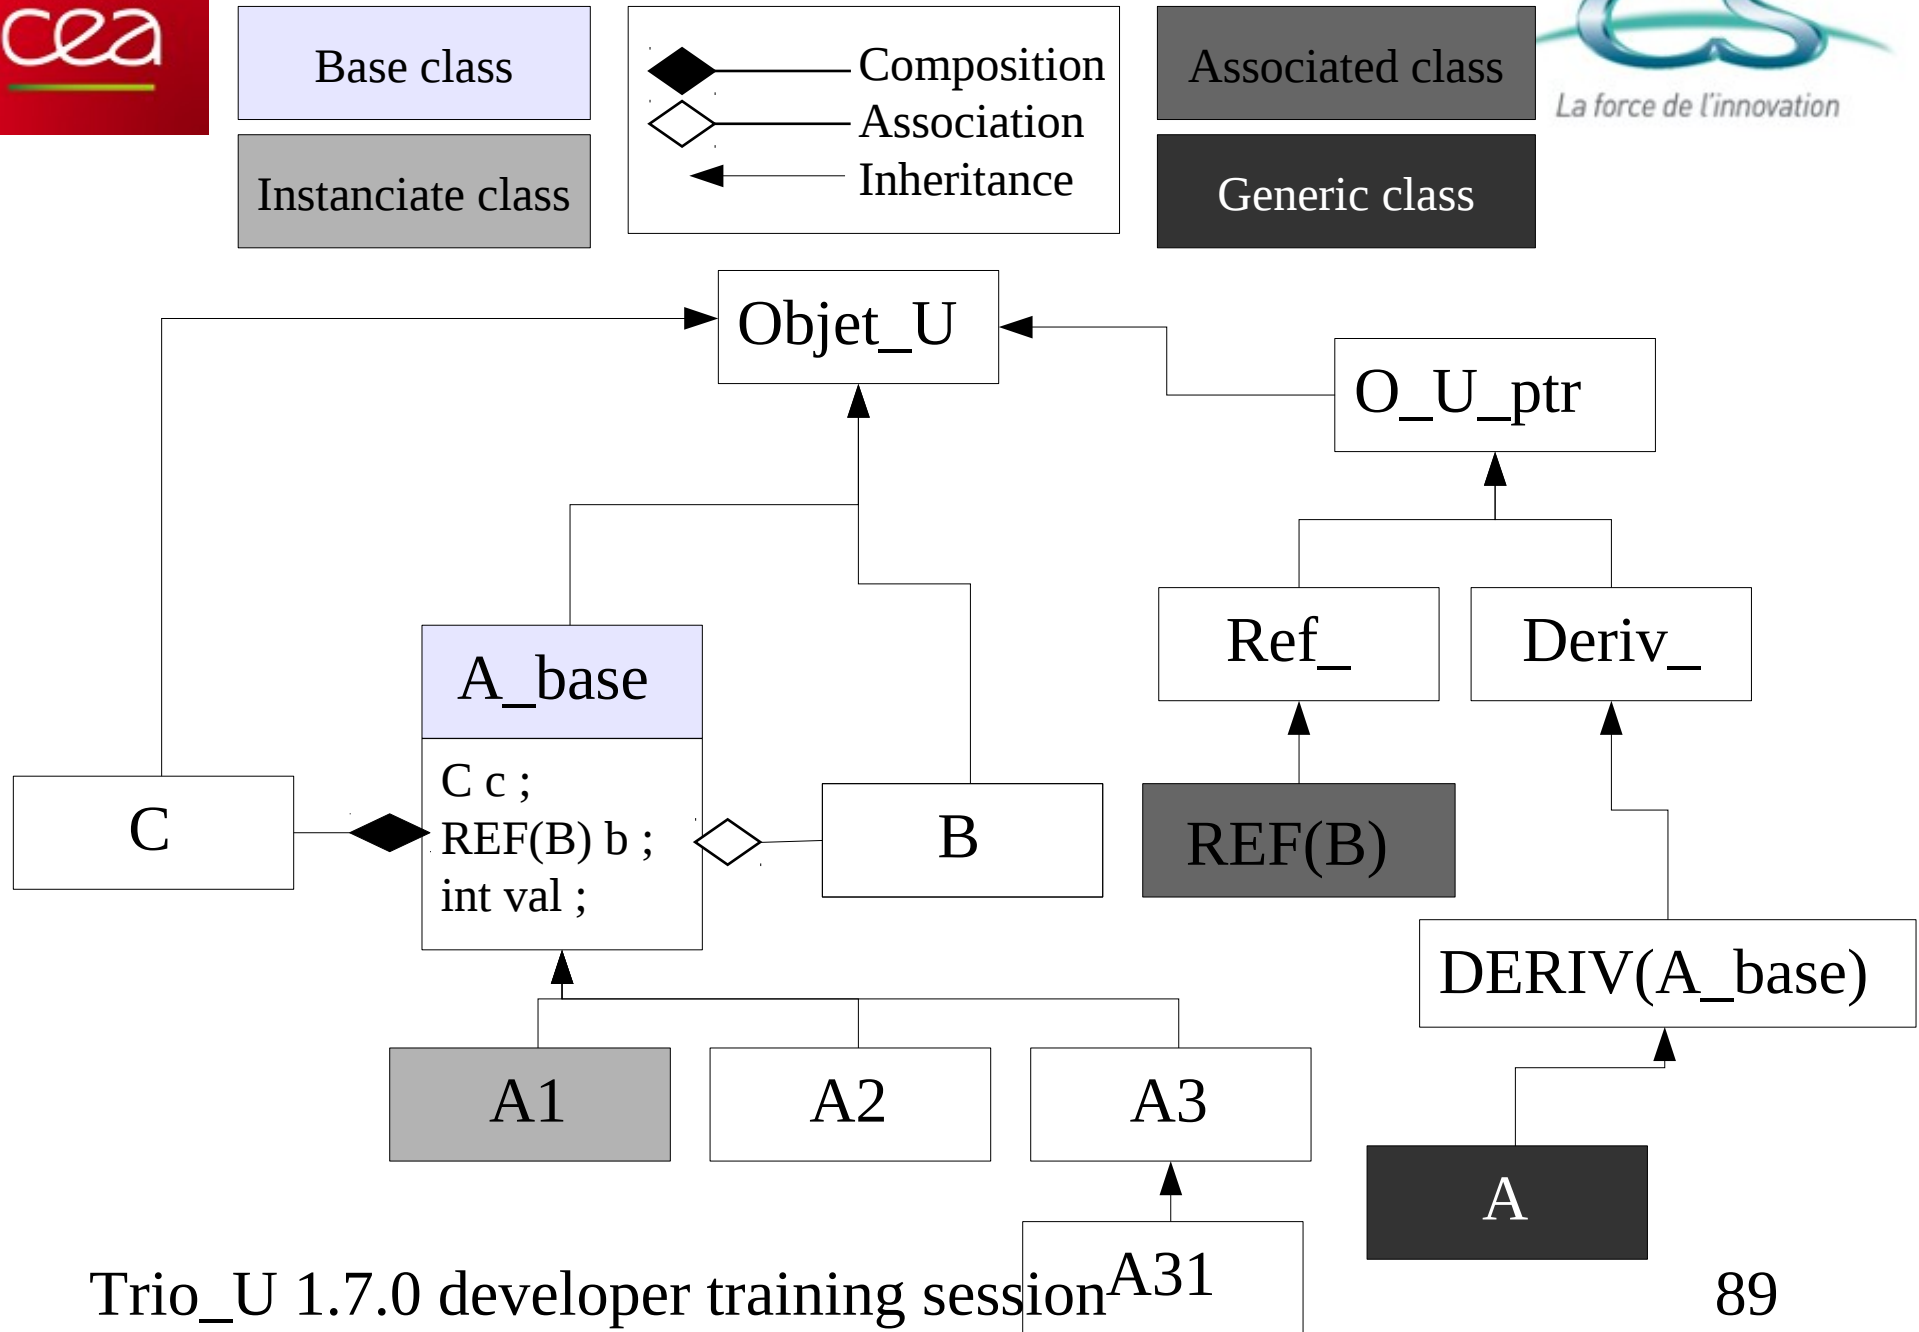 cea
Base class
Instanciate class
Composition
Association
Inheritance
Associated class
Generic class
CS
La force de l'innovation
Objet_U
O_U_ptr
Ref_
Deriv_
A_base
C c ;
REF(B) b ;
int val ;
C
B
REF(B)
DERIV(A_base)
A1
A2
A3
A
A31
Trio_U 1.7.0 developer training session
89